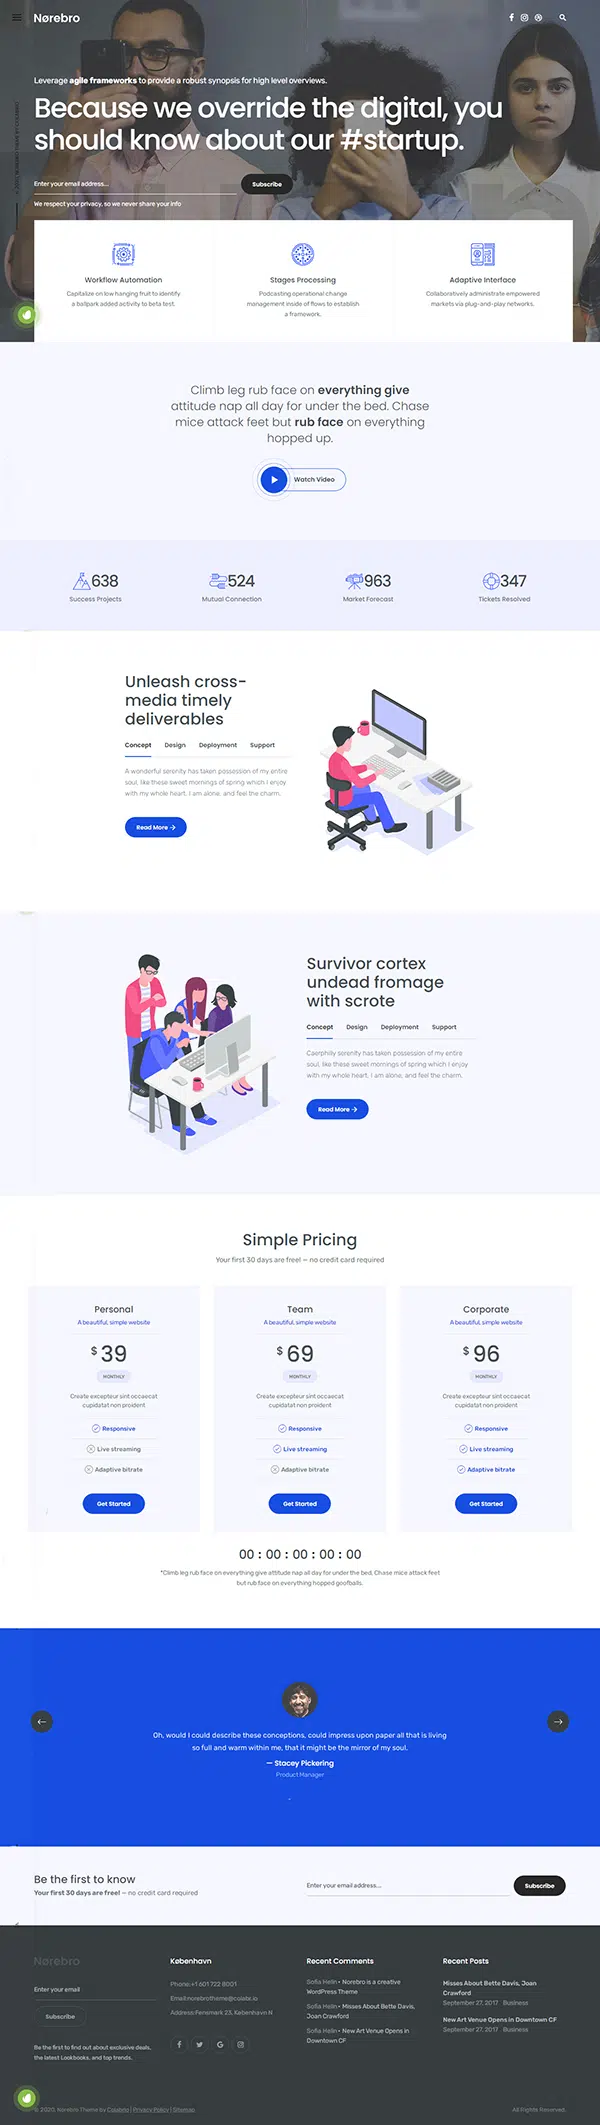 Nørebro
Leverage agile frameworks to provide a robust synopsis for high level overviews.
Because we override the digital, you
should know about our #startup.
Enter your email address...
Subscribe
We respect your privacy, so we never share your info
Workflow Automation
Capitalize on low hanging fruit to identify
a ballpark added activity to beta test.
Stages Processing
Podcasting operational change
management inside of flows to establish
a framework.
Adaptive Interface
Collaboratively administrate empowered
markets via plug-and-play networks.
Climb leg rub face on everything give
attitude nap all day for under the bed. Chase
mice attack feet but rub face on everything
hopped up.
Watch Video
638
Success Projects
524
Mutual Connection
963
Market Forecast
347
Tickets Resolved
Unleash cross-
media timely
deliverables
Concept Design Deployment Support
A wonderful serenity has taken possession of my entire
soul, like these sweet mornings of spring which I enjoy
with my whole heart. I am alone, and feel the charm.
Read More →
Survivor cortex
undead fromage
with scrote
Concept Design Deployment Support
Caerphilly serenity has taken possession of my entire
soul, like these sweet mornings of spring which I enjoy
with my whole heart. I am alone, and feel the charm.
Read More →
Simple Pricing
Your first 30 days are free! — no credit card required
Personal
A beautiful, simple website
$ 39
MONTHLY
Create excepteur sint occaecat
cupidatat non proident
Responsive
Live streaming
Adaptive bitrate
Get Started
Team
A beautiful, simple website
$ 69
MONTHLY
Create excepteur sint occaecat
cupidatat non proident
Responsive
Live streaming
Adaptive bitrate
Get Started
Corporate
A beautiful, simple website
$ 96
MONTHLY
Create excepteur sint occaecat
cupidatat non proident
Responsive
Live streaming
Adaptive bitrate
Get Started
00 : 00 : 00 : 00 : 00
*Climb leg rub face on everything give attitude nap all day for under the bed. Chase mice attack feet
but rub face on everything hopped goofballs.
Oh, would I could describe these conceptions, could impress upon paper all that is living
so full and warm within me, that it might be the mirror of my soul.
— Stacey Pickering
Product Manager
Be the first to know
Your first 30 days are free! — no credit card required
Enter your email address...
Subscribe
Nørebro
Enter your email
Subscribe
Be the first to find out about exclusive deals,
the latest Lookbooks, and top trends.
København
Phone:+1 601 722 8001
Email:norebrotheme@colabr.io
Address:Fensmark 23, København N
Recent Comments
Sofia Helin • Norebro is a creative
WordPress Theme
Sofia Helin • Misses About Bette Davis,
Joan Crawford
Sofia Helin • New Art Venue Opens in
Downtown CF
Recent Posts
Misses About Bette Davis, Joan
Crawford
September 27, 2017 Business
New Art Venue Opens in Downtown CF
September 27, 2017 Business
© 2020, Norebro Theme by Colabrio | Privacy Policy | Sitemap
All Rights Reserved.